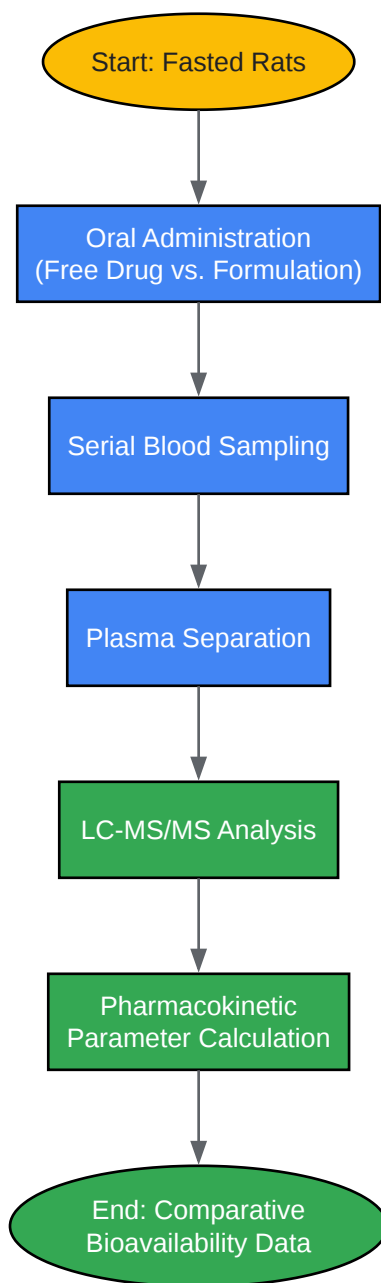 Start: Fasted Rats
Oral Administration
(Free Drug vs. Formulation)
Serial Blood Sampling
Plasma Separation
LC-MS/MS Analysis
Pharmacokinetic
Parameter Calculation
End: Comparative
Bioavailability Data